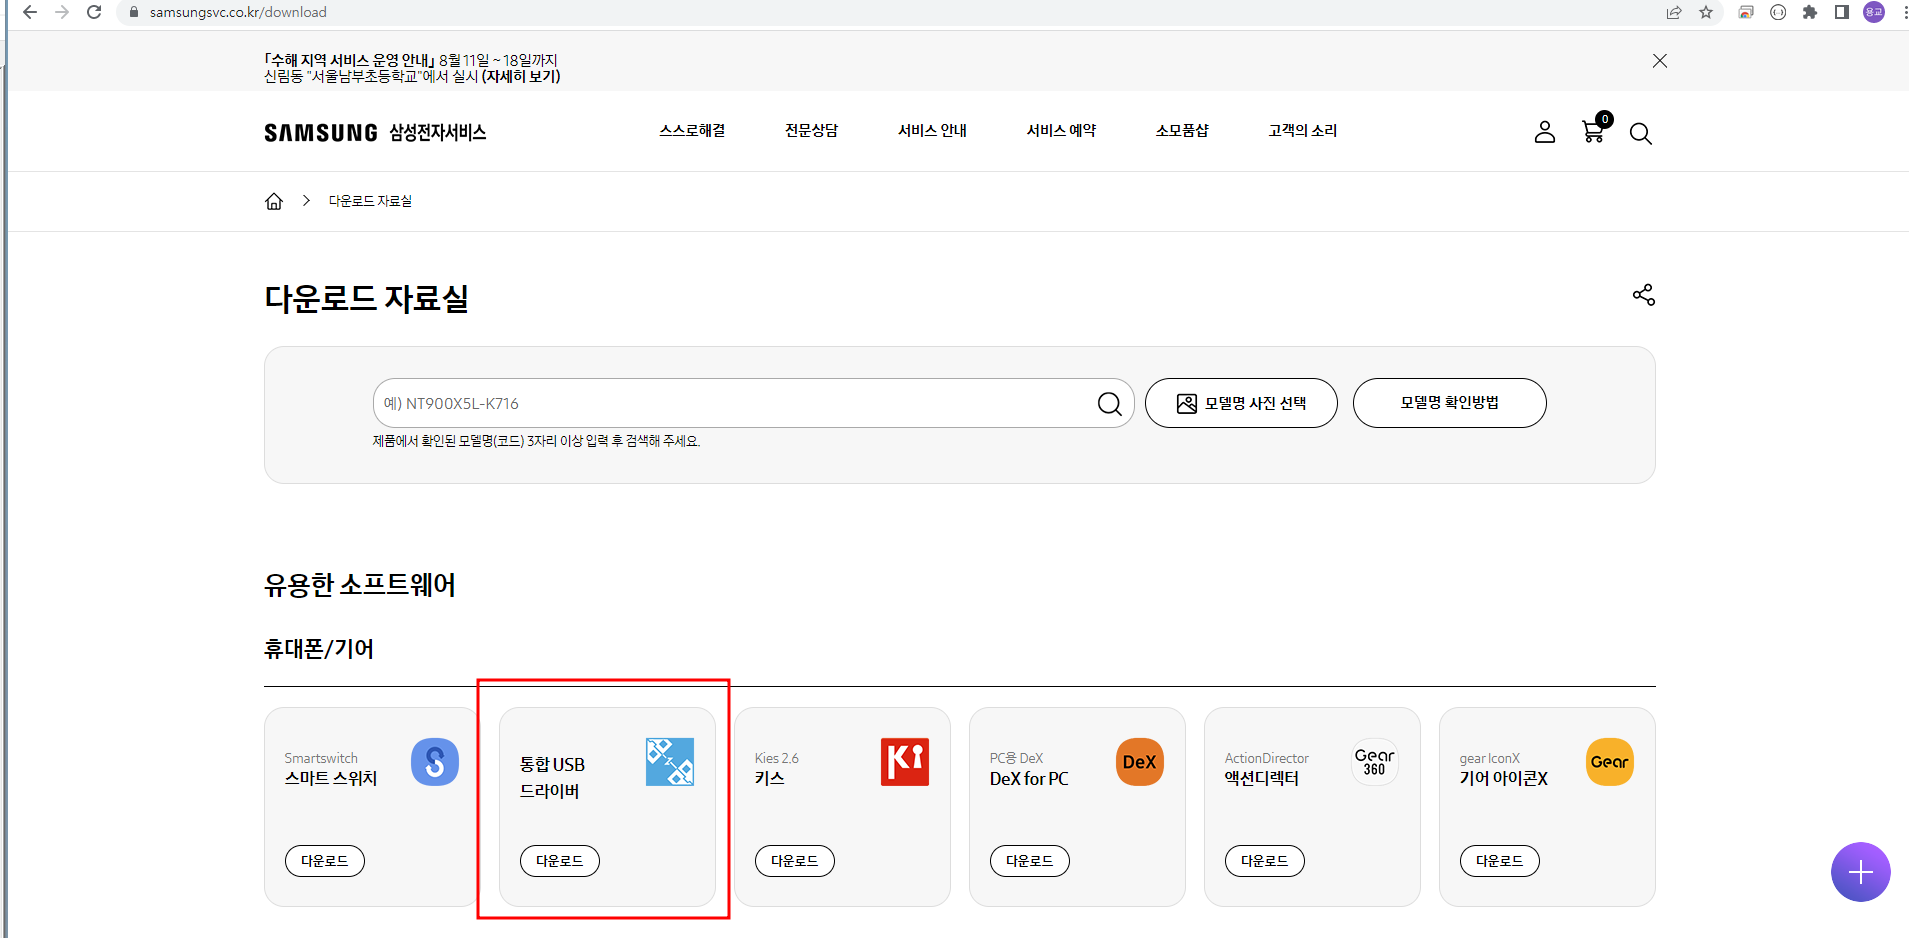 samsungsvc.co.kr/download
용교
「수해 지역 서비스 운영 안내」 8월 11일 ~ 18일까지
신림동 "서울남부초등학교"에서 실시 (자세히 보기)
SAMSUNG 삼성전자서비스
스스로해결 전문상담 서비스 안내 서비스 예약 소모품샵 고객의 소리
0
다운로드 자료실
다운로드 자료실
예) NT900X5L-K716
모델명 사진 선택
모델명 확인방법
제품에서 확인된 모델명(코드) 3자리 이상 입력 후 검색해 주세요.
유용한 소프트웨어
휴대폰/기어
Smartswitch
스마트 스위치
다운로드
통합 USB
드라이버
다운로드
Kies 2.6
키스
Ki
다운로드
PC용 DeX
DeX for PC
DeX
다운로드
ActionDirector
액션디렉터
Gear
360
다운로드
gear IconX
기어 아이콘X
Gear
다운로드